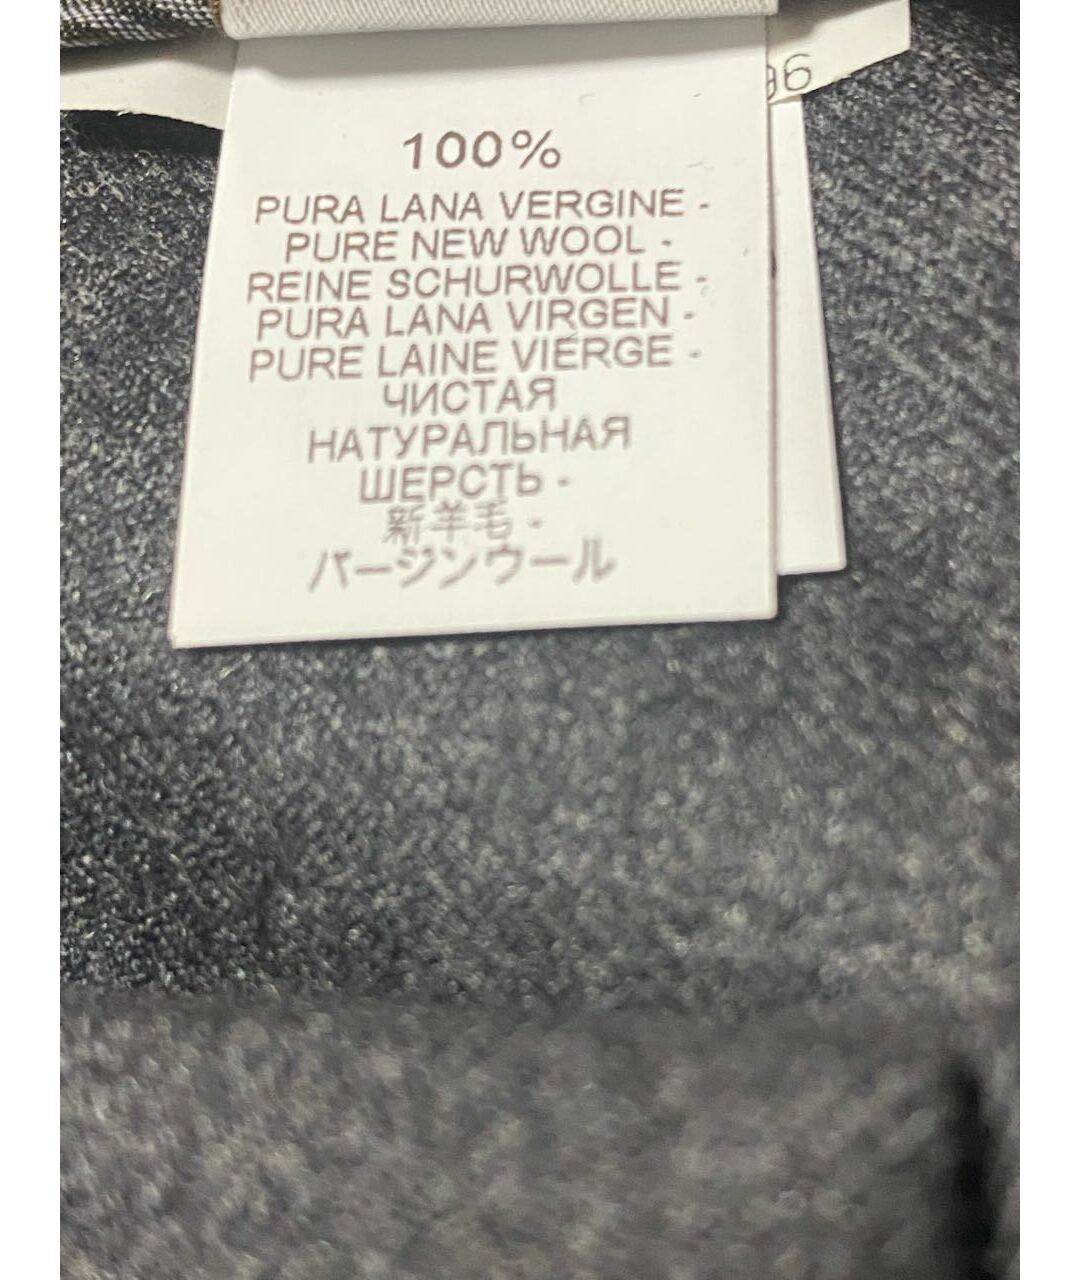 96
100%
PURA LANA VERGINE -
PURE NEW WOOL -
REINE SCHURWOLLE -
PURA LANA VIRGEN -
PURE LAINE VIERGE -
ЧИСТАЯ
НАТУРАЛЬНАЯ
ШЕРСТЬ -
新羊毛 -
バージンウール